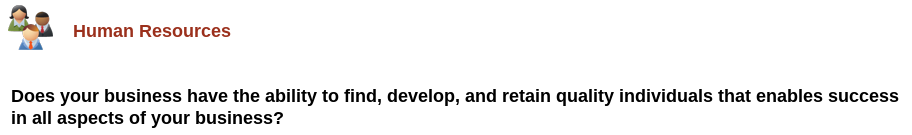 Human Resources
Does your business have the ability to find, develop, and retain quality individuals that enables success
in all aspects of your business?